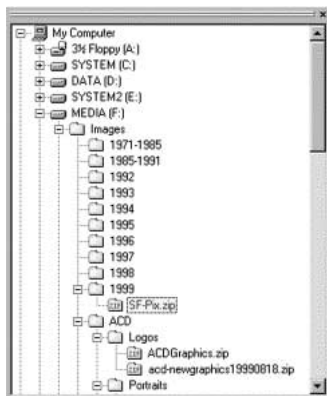 My Computer
3½ Floppy (A:)
SYSTEM (C:)
DATA (D:)
SYSTEM2 (E:)
MEDIA (F:)
Images
1971-1985
1985-1991
1992
1993
1994
1995
1996
1997
1998
1999
SF-Pix.zip
ACD
Logos
ACDGraphics.zip
acd-newgraphics19990818.zip
Portraits